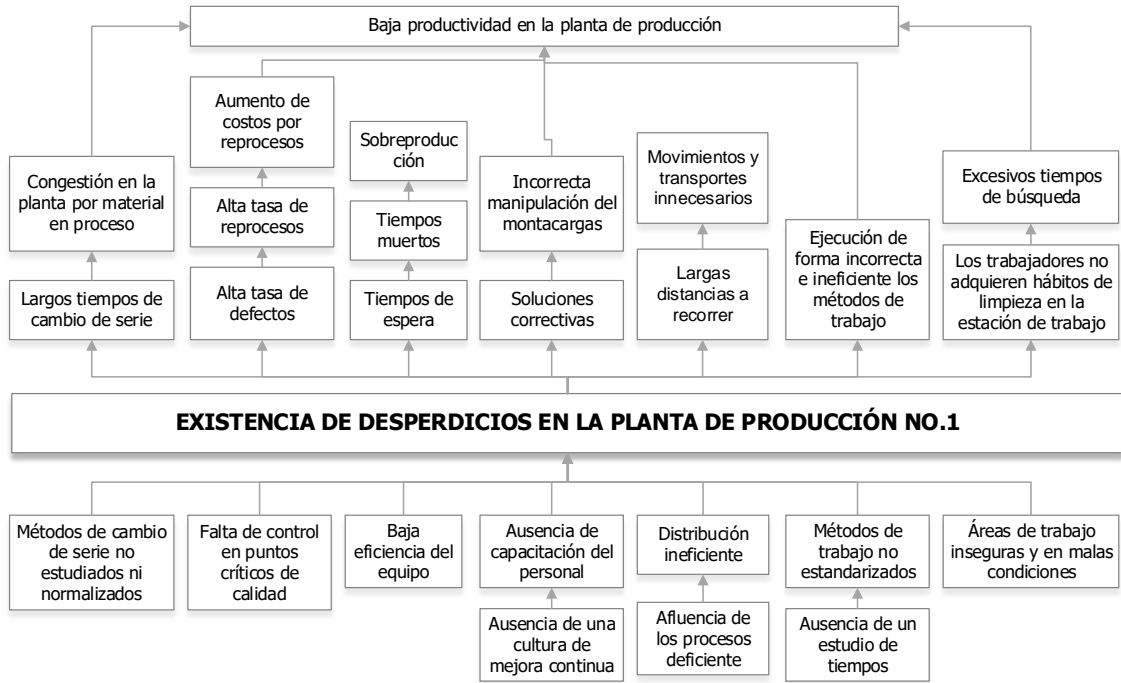 Baja productividad en la planta de producción
Aumento de
costos por
reprocesos
Sobreproduc
ción
Movimientos y
transportes
innecesarios
Congestión en la
planta por material
en proceso
Incorrecta
manipulación del
montacargas
Excesivos tiempos
de búsqueda
Alta tasa de
reprocesos
Tiempos
muertos
Ejecución de
forma incorrecta
e ineficiente los
métodos de
trabajo
Largos tiempos de
cambio de serie
Alta tasa de
defectos
Tiempos de
espera
Soluciones
correctivas
Largas
distancias a
recorrer
Los trabajadores no
adquieren hábitos de
limpieza en la
estación de trabajo
EXISTENCIA DE DESPERDICIOS EN LA PLANTA DE PRODUCCIÓN NO.1
Métodos de cambio
de serie no
estudiados ni
normalizados
Falta de control
en puntos
críticos de
calidad
Baja
eficiencia del
equipo
Ausencia de
capacitación del
personal
Distribución
ineficiente
Métodos de
trabajo no
estandarizados
Áreas de trabajo
inseguras y en malas
condiciones
Ausencia de una
cultura de
mejora continua
Afluencia de
los procesos
deficiente
Ausencia de un
estudio de
tiempos